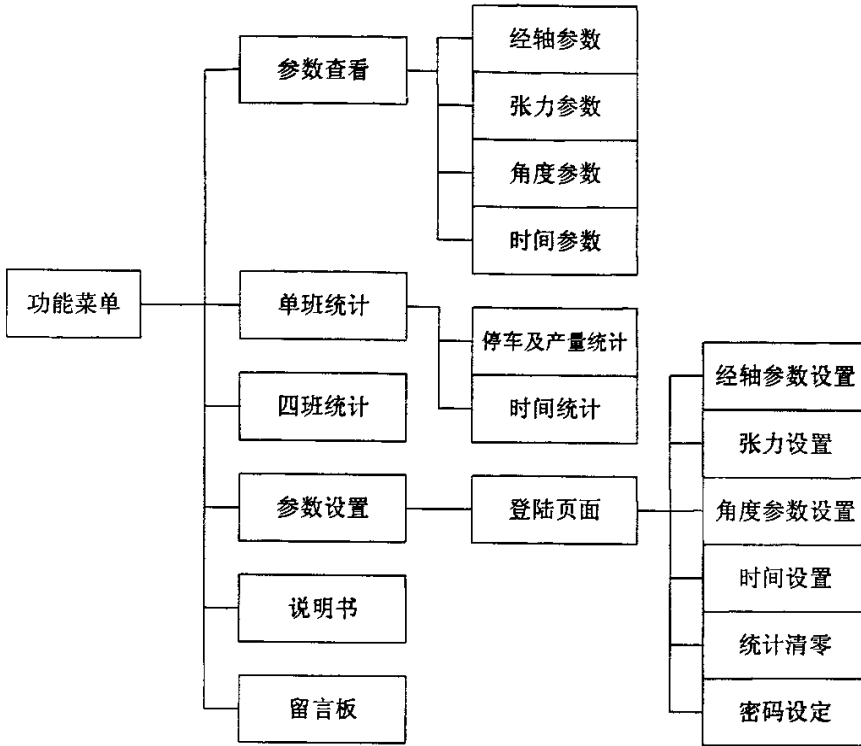 功能菜单
参数查看
经轴参数
张力参数
角度参数
时间参数
单班统计
停车及产量统计
时间统计
四班统计
参数设置
登陆页面
经轴参数设置
张力设置
角度参数设置
时间设置
统计清零
密码设定
说明书
留言板